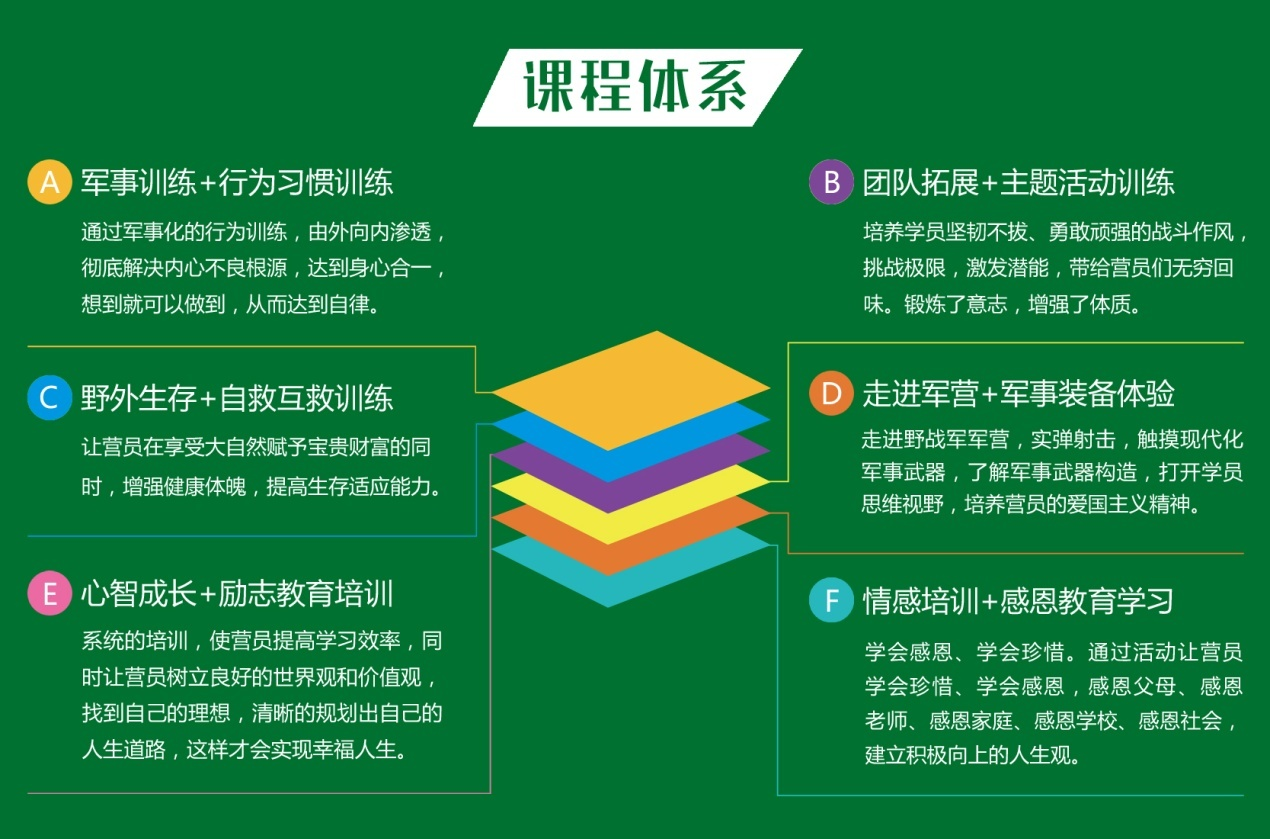 课程体系
A 军事训练+行为习惯训练
通过军事化的行为训练，由外向内渗透，
彻底解决内心不良根源，达到身心合一，
想到就可以做到，从而达到自律。
B 团队拓展+主题活动训练
培养学员坚韧不拔、勇敢顽强的战斗作风，
挑战极限，激发潜能，带给营员们无穷回
味。锻炼了意志，增强了体质。
C 野外生存+自救互救训练
让营员在享受大自然赋予宝贵财富的同
时，增强健康体魄，提高生存适应能力。
D 走进军营+军事装备体验
走进野战军军营，实弹射击，触摸现代化
军事武器，了解军事武器构造，打开学员
思维视野，培养营员的爱国主义精神。
E 心智成长+励志教育培训
系统的培训，使营员提高学习效率，同
时让营员树立良好的世界观和价值观，
找到自己的理想，清晰的规划出自己的
人生道路，这样才会实现幸福人生。
F 情感培训+感恩教育学习
学会感恩、学会珍惜。通过活动让营员
学会珍惜、学会感恩，感恩父母、感恩
老师、感恩家庭、感恩学校、感恩社会，
建立积极向上的人生观。